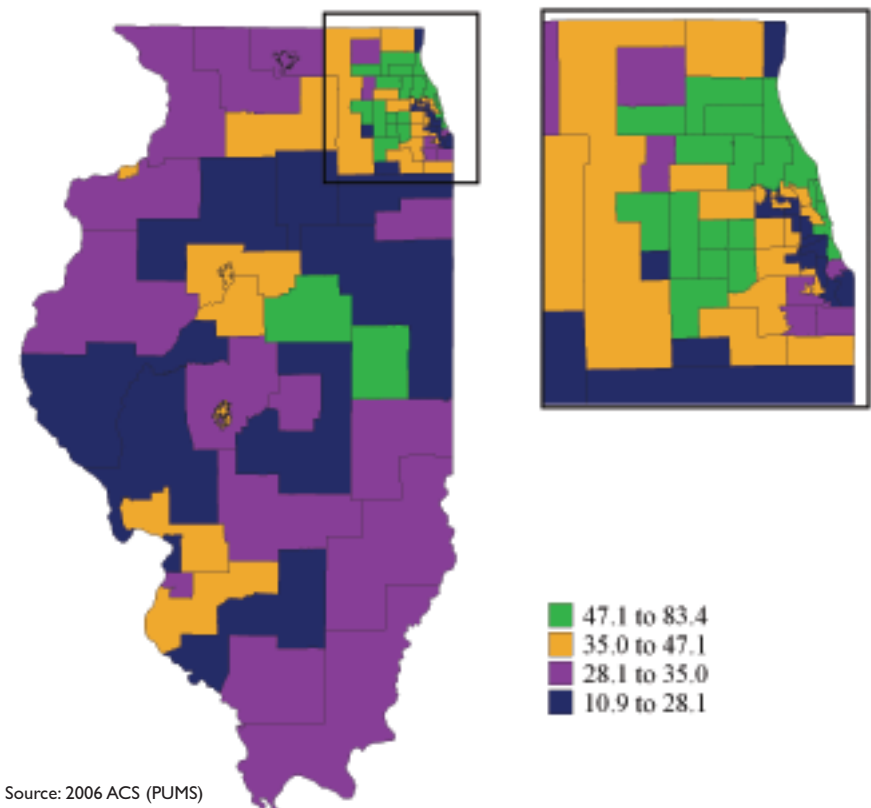 47.1 to 83.4
35.0 to 47.1
28.1 to 35.0
10.9 to 28.1
Source: 2006 ACS (PUMS)